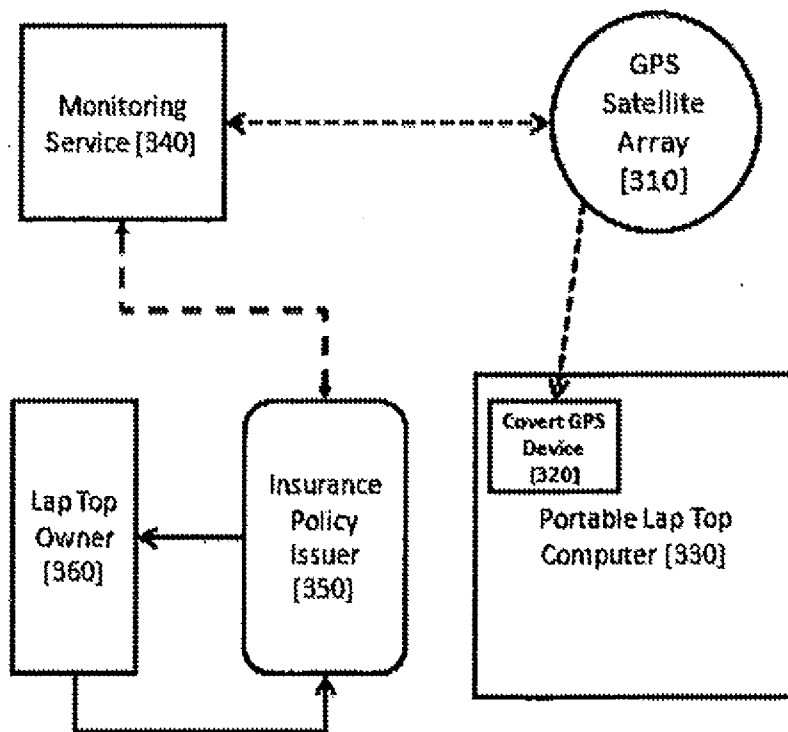 Monitoring
Service [340]
GPS
Satellite
Array
[310]
Lap Top
Owner
[360]
Insurance
Policy
Issuer
[350]
Covert GPS
Device
[320]
Portable Lap Top
Computer [330]